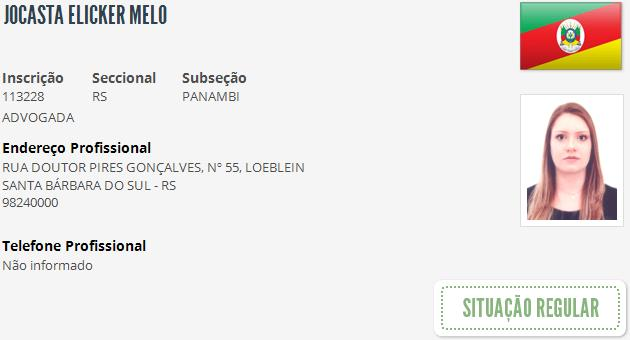 JOCASTA ELICKER MELO
Inscrição Seccional Subseção
113228 RS PANAMBI
ADVOGADA
Endereço Profissional
RUA DOUTOR PIRES GONÇALVES, Nº 55, LOEBLEIN
SANTA BÁRBARA DO SUL - RS
98240000
Telefone Profissional
Não informado
SITUAÇÃO REGULAR